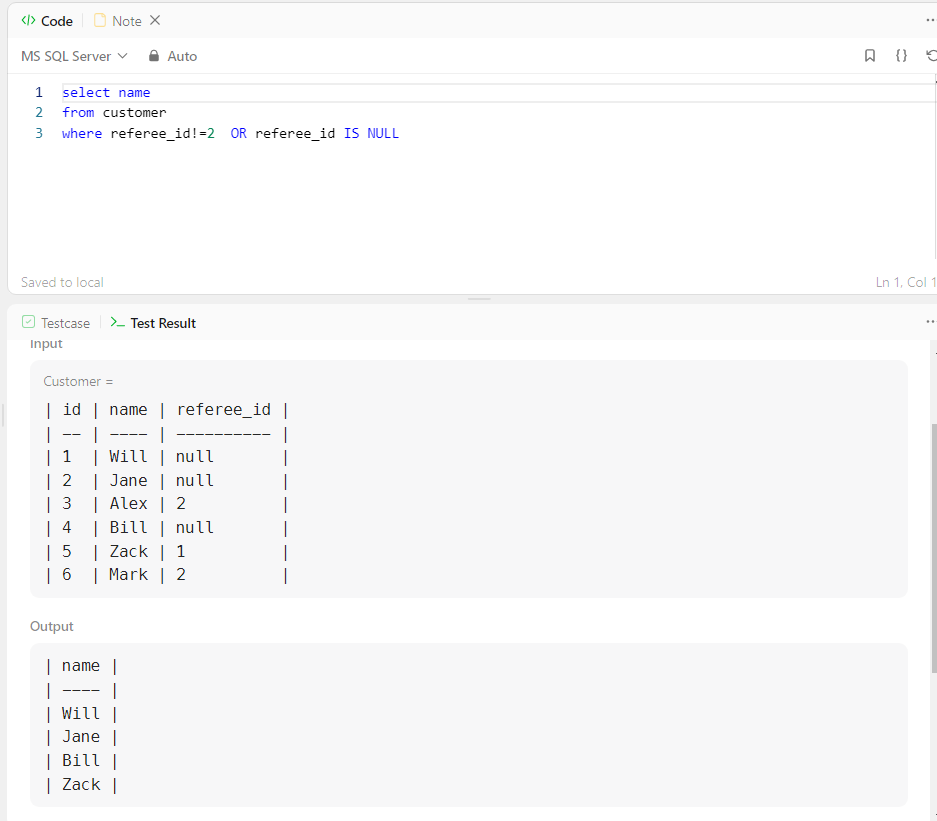 </> Code Note
MS SQL Server Auto {}
1 select name
2 from customer
3 where referee_id!=2  OR referee_id IS NULL
Saved to local Ln 1, Col 1
Testcase >_ Test Result
Input
Customer =
| id | name | referee_id |
| -- | ---- | ---------- |
| 1  | Will | null       |
| 2  | Jane | null       |
| 3  | Alex | 2          |
| 4  | Bill | null       |
| 5  | Zack | 1          |
| 6  | Mark | 2          |
Output
| name |
| ---- |
| Will |
| Jane |
| Bill |
| Zack |